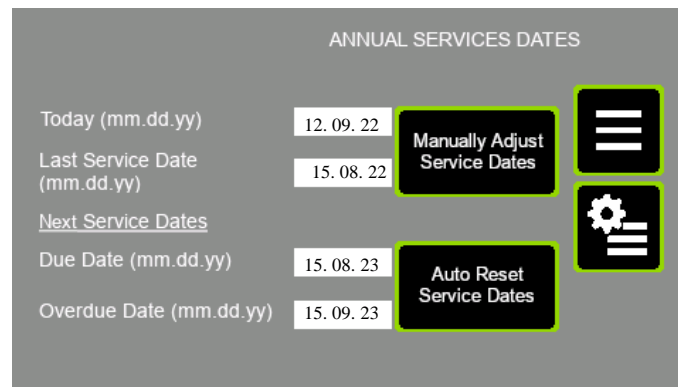 ANNUAL SERVICES DATES
Today (mm.dd.yy)
12. 09. 22
Manually Adjust
Service Dates
Last Service Date
(mm.dd.yy)
15. 08. 22
Next Service Dates
Due Date (mm.dd.yy)
15. 08. 23
Auto Reset
Service Dates
Overdue Date (mm.dd.yy)
15. 09. 23